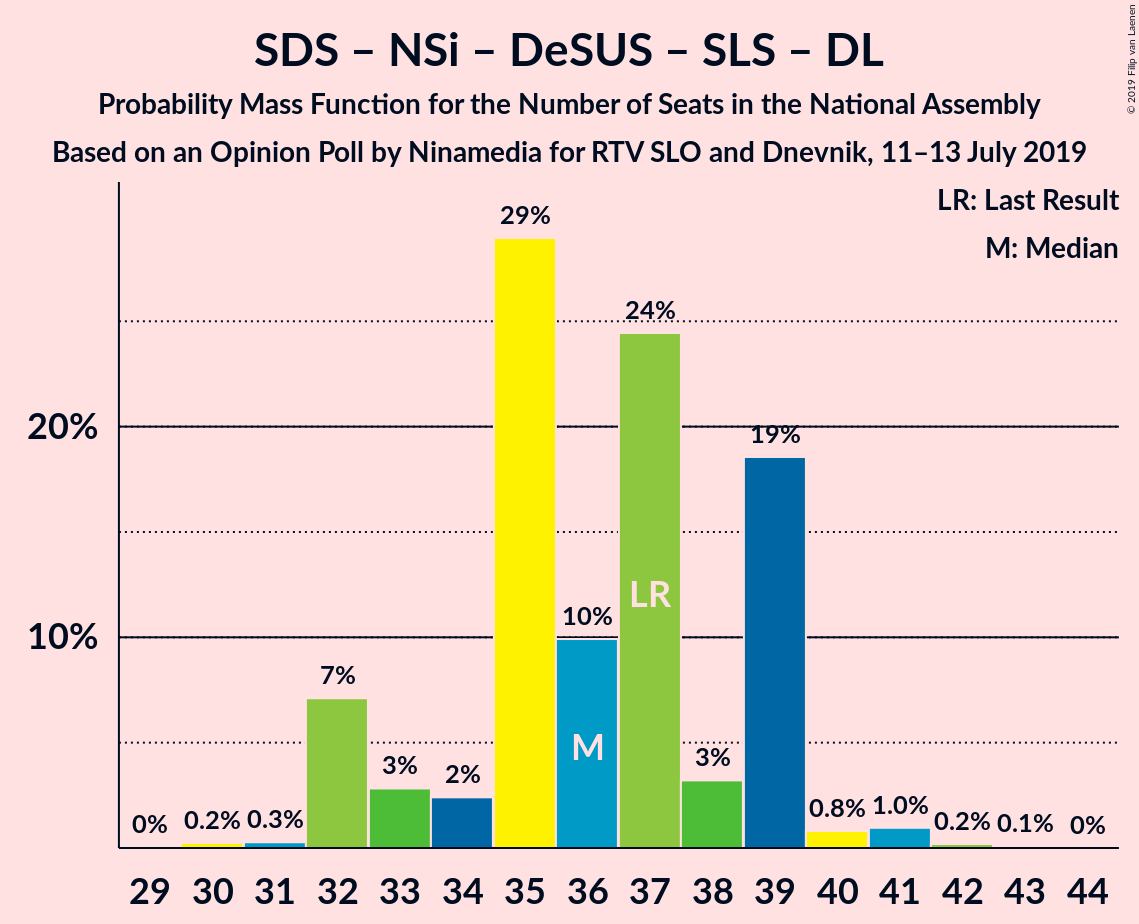 SDS – NSi – DeSUS – SLS – DL
Probability Mass Function for the Number of Seats in the National Assembly
Based on an Opinion Poll by Ninamedia for RTV SLO and Dnevnik, 11–13 July 2019
© 2019 Filip van Laenen
LR: Last Result
M: Median
29%
24%
20%
19%
LR
10%
10%
7%
M
3%
2%
3%
0%
0.2%
0.3%
0.8%
1.0%
0.2%
0.1%
0%
29 30 31 32 33 34 35 36 37 38 39 40 41 42 43 44